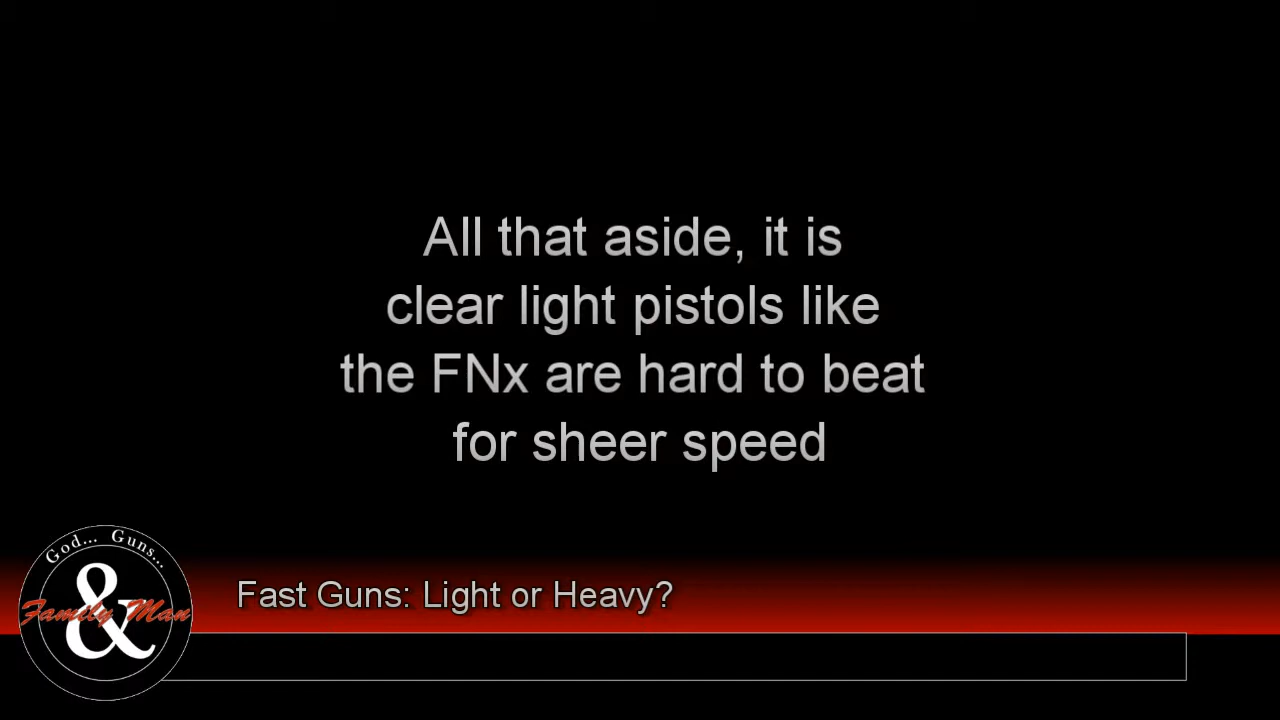 All that aside, it is
clear light pistols like
the FNx are hard to beat
for sheer speed
God... Guns...
&
Family Man
Fast Guns: Light or Heavy?